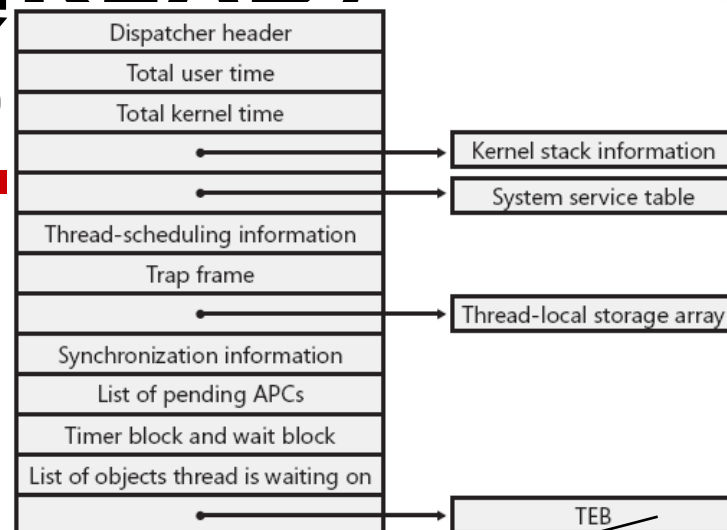 Dispatcher header
Total user time
Total kernel time
Kernel stack information
System service table
Thread-scheduling information
Trap frame
Thread-local storage array
Synchronization information
List of pending APCs
Timer block and wait block
List of objects thread is waiting on
TEB